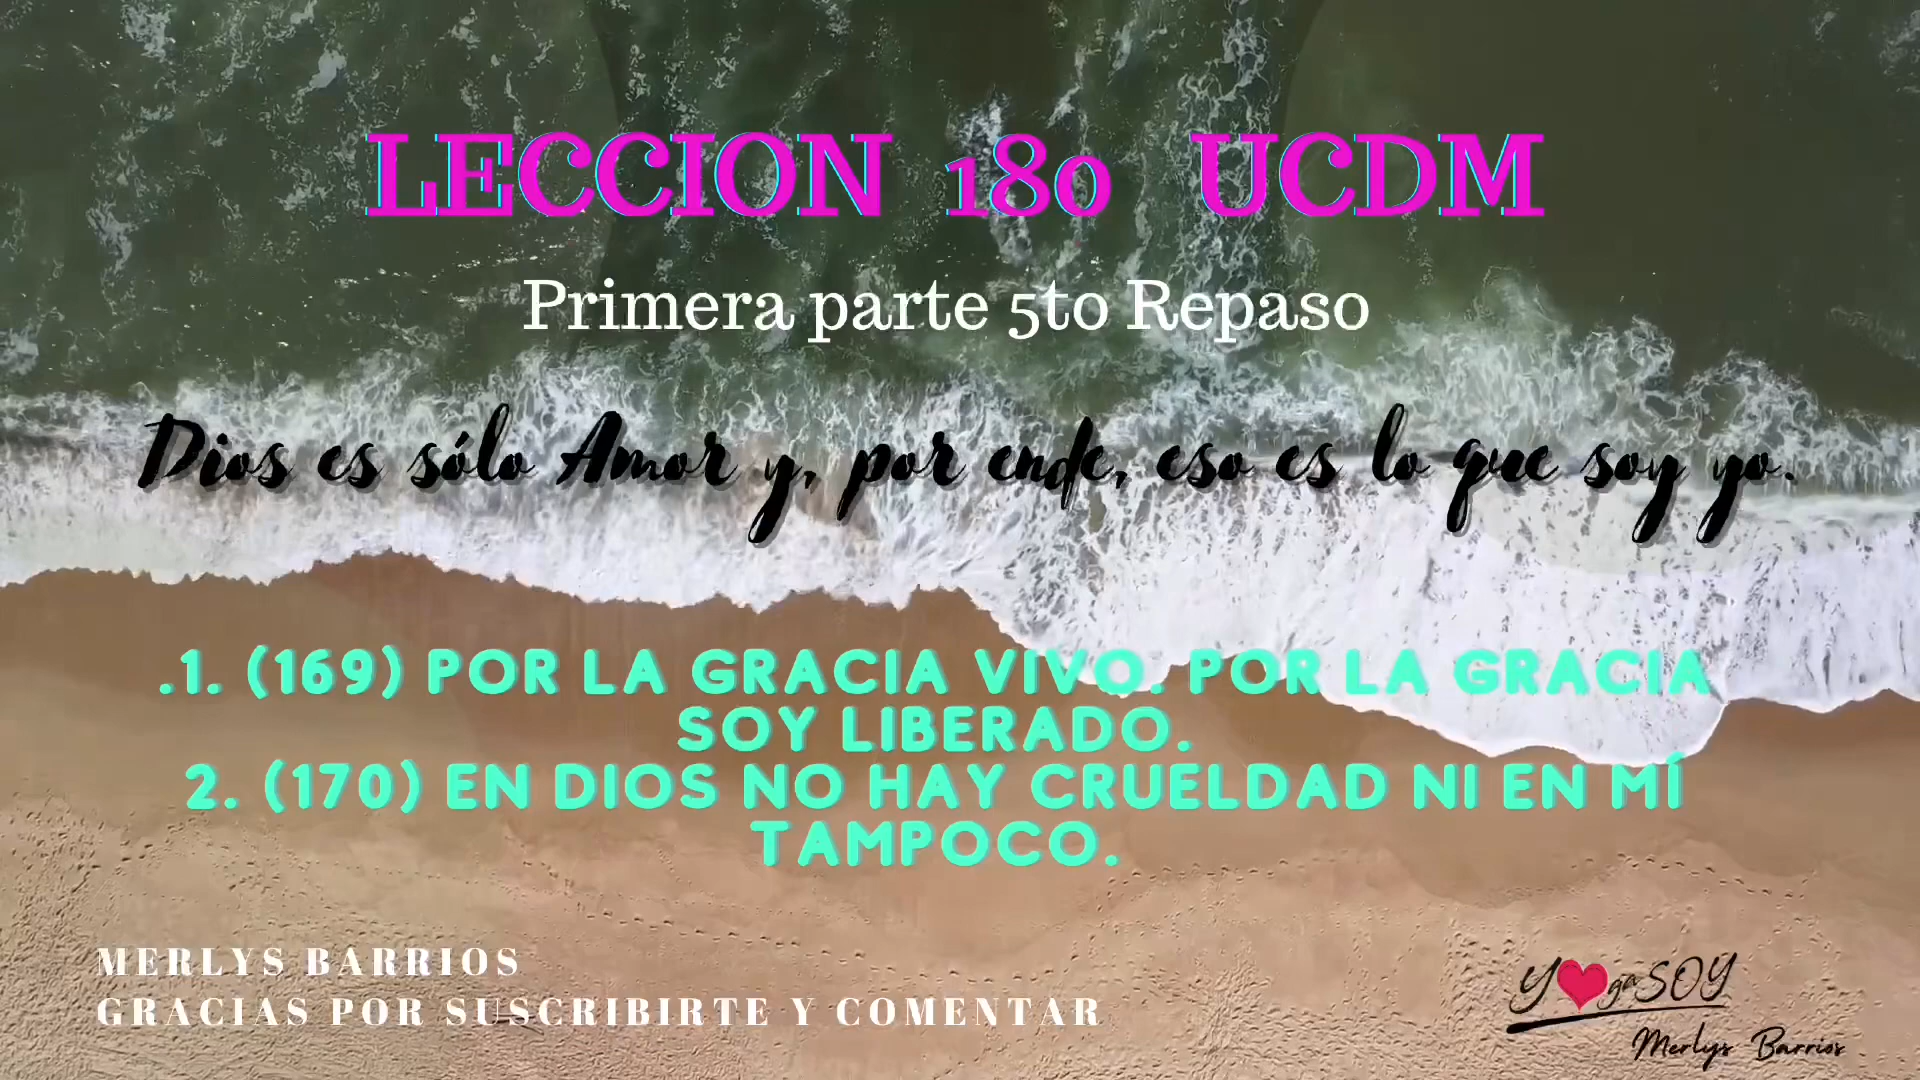 LECCION 180 UCDM
Primera parte 5to Repaso
Dios es sólo Amor y, por ende, eso es lo que soy yo.
.1. (169) POR LA GRACIA VIVO. POR LA GRACIA
SOY LIBERADO.
2. (170) EN DIOS NO HAY CRUELDAD NI EN MÍ
TAMPOCO.
MERLYS BARRIOS
GRACIAS POR SUSCRIBIRTE Y COMENTAR
Y❤gaSOY
Merlys Barrios